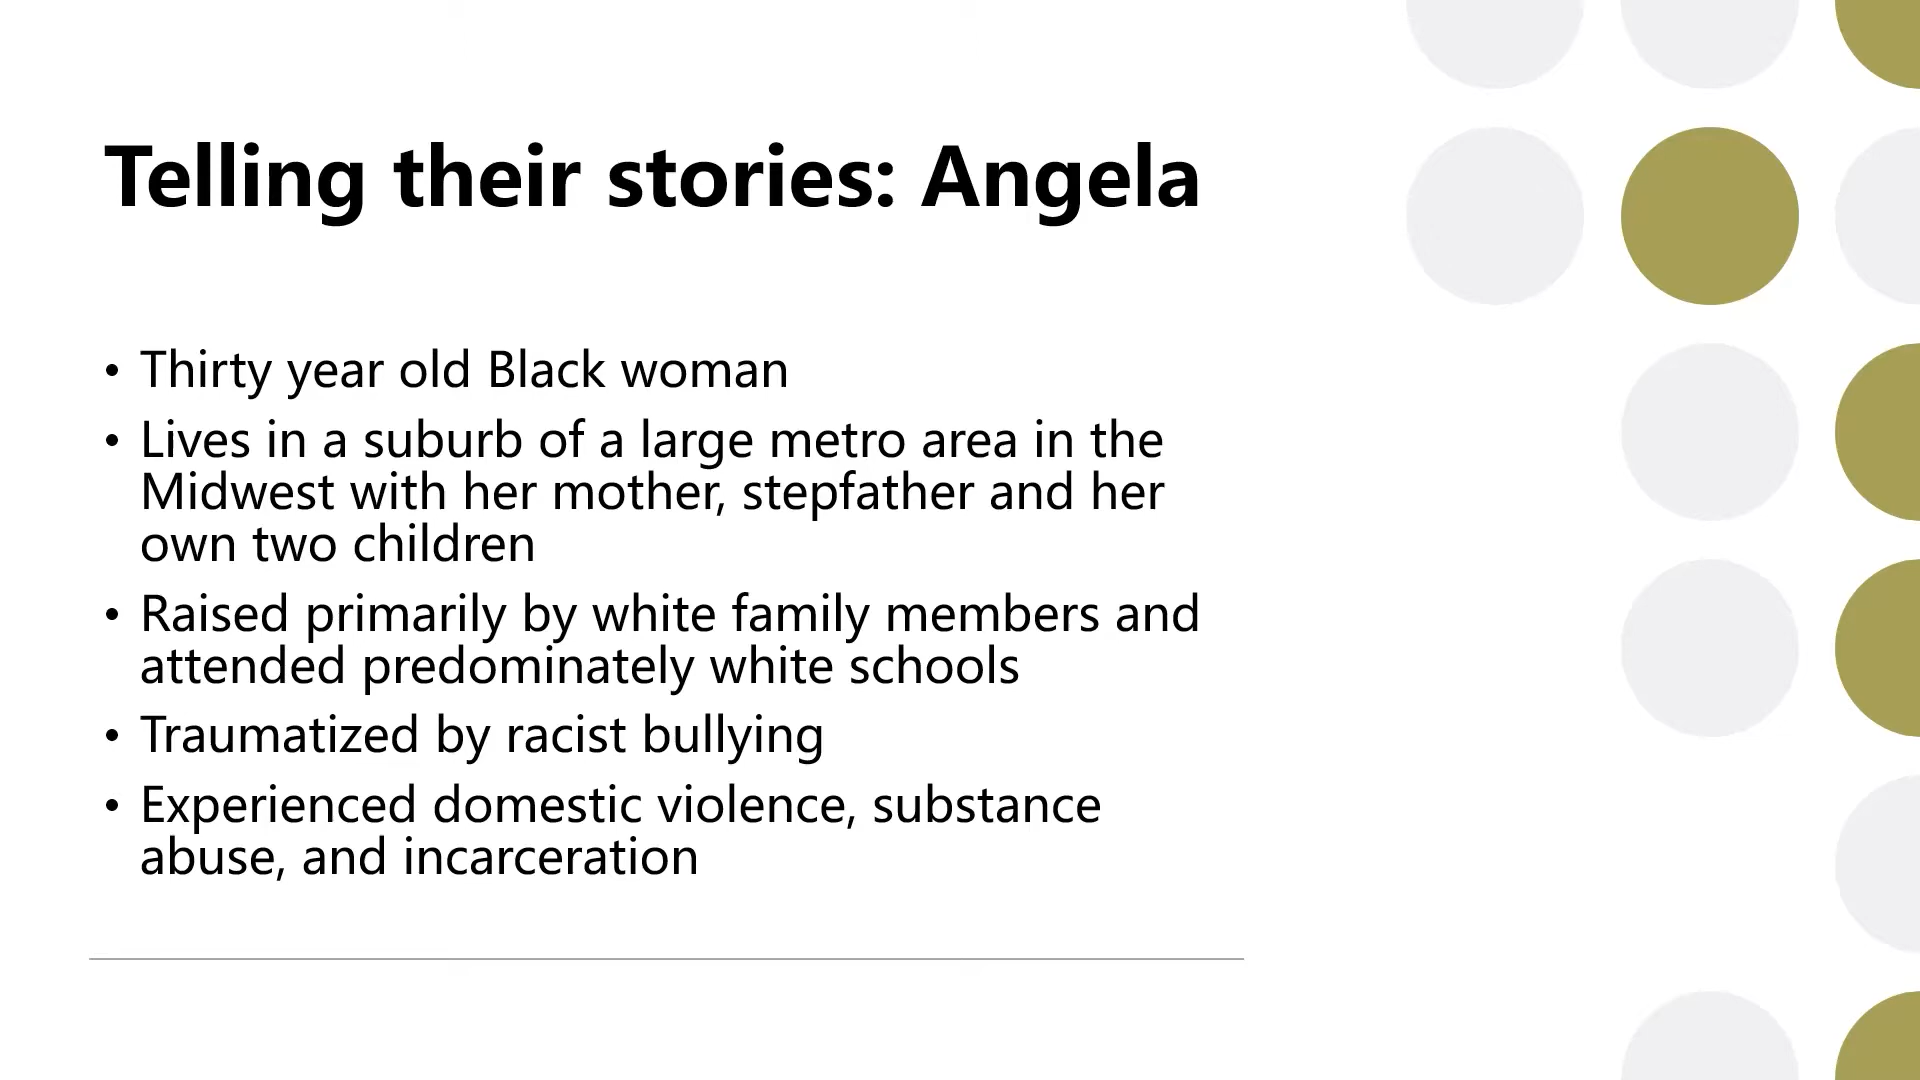 Telling their stories: Angela
• Thirty year old Black woman
• Lives in a suburb of a large metro area in the
Midwest with her mother, stepfather and her
own two children
• Raised primarily by white family members and
attended predominately white schools
• Traumatized by racist bullying
• Experienced domestic violence, substance
abuse, and incarceration